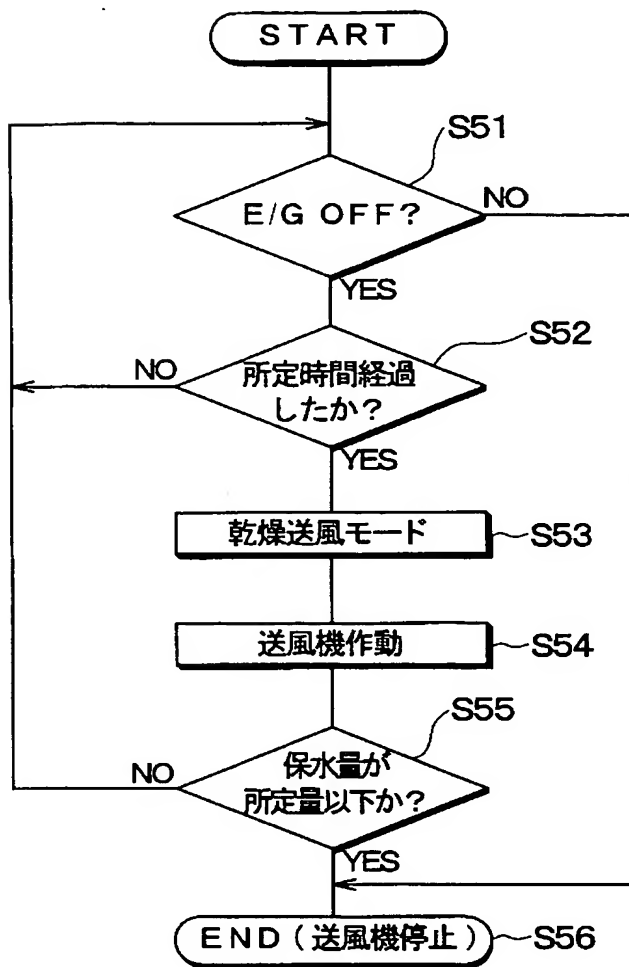 START
S51
E/G OFF?
NO
YES
S52
所定時間経過
したか?
NO
YES
乾燥送風モード
S53
送風機作動
S54
S55
保水量が
所定量以下か?
NO
YES
END(送風機停止)
S56